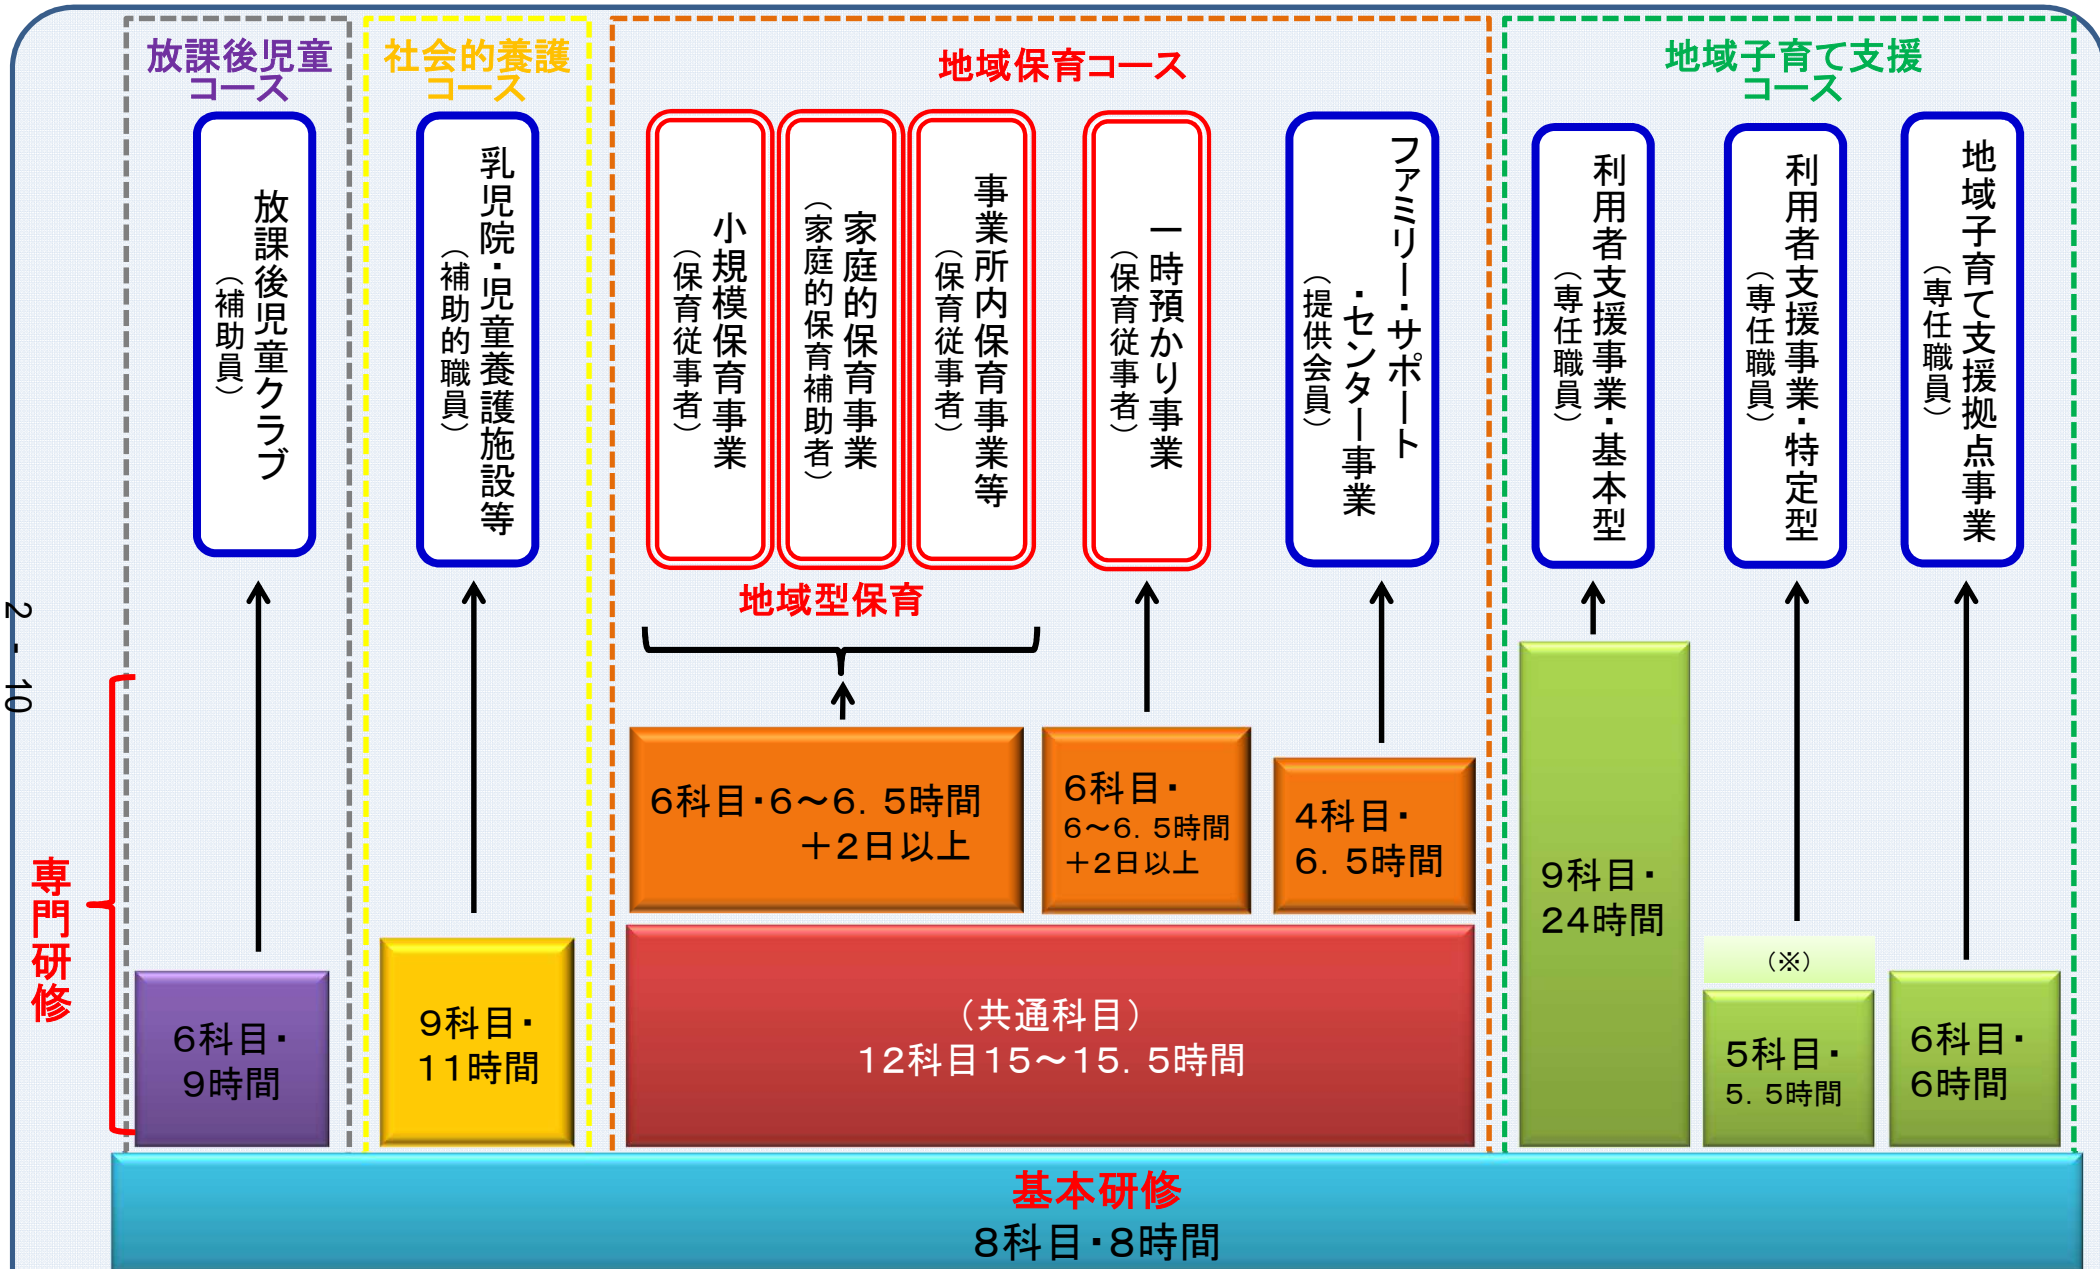 放課後児童
コース
社会的養護
コース
地域保育コース
地域子育て支援
コース
放課後児童クラブ
（補助員）
乳児院・児童養護施設等
（補助的職員）
小規模保育事業
（保育従事者）
家庭的保育事業
（家庭的保育補助者）
事業所内保育事業等
（保育従事者）
一時預かり事業
（保育従事者）
ファミリー・サポート
・センター事業
（提供会員）
利用者支援事業・基本型
（専任職員）
利用者支援事業・特定型
（専任職員）
地域子育て支援拠点事業
（専任職員）
地域型保育
2 - 10
専門研修
6科目・
9時間
9科目・
11時間
6科目・6～6．5時間
＋2日以上
6科目・
6～6．5時間
＋2日以上
4科目・
6．5時間
（共通科目）
12科目15～15．5時間
9科目・
24時間
（※）
5科目・
5．5時間
6科目・
6時間
基本研修
8科目・8時間